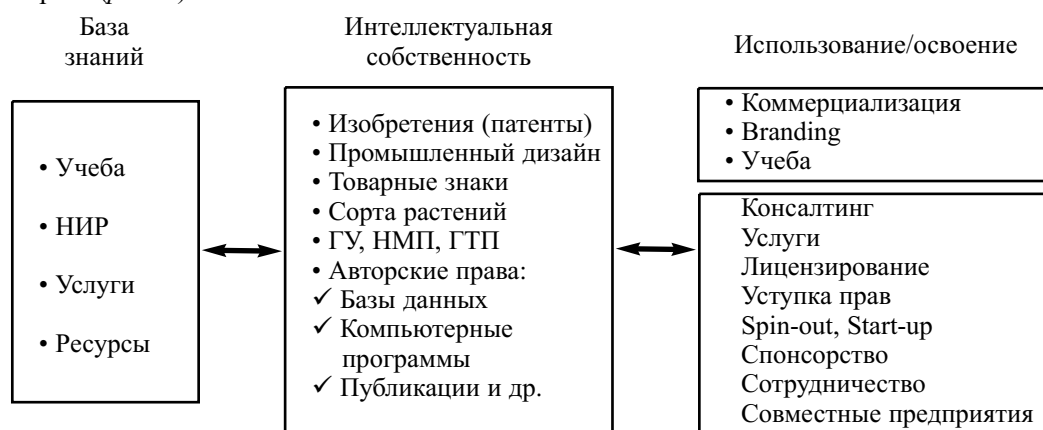 База
знаний
Интеллектуальная
собственность
Использование/освоение
• Учеба
• НИР
• Услуги
• Ресурсы
• Изобретения (патенты)
• Промышленный дизайн
• Товарные знаки
• Сорта растений
• ГУ, НМП, ГТП
• Авторские права:
✓ Базы данных
✓ Компьютерные
программы
✓ Публикации и др.
• Коммерциализация
• Branding
• Учеба
Консалтинг
Услуги
Лицензирование
Уступка прав
Spin-out, Start-up
Спонсорство
Сотрудничество
Совместные предприятия